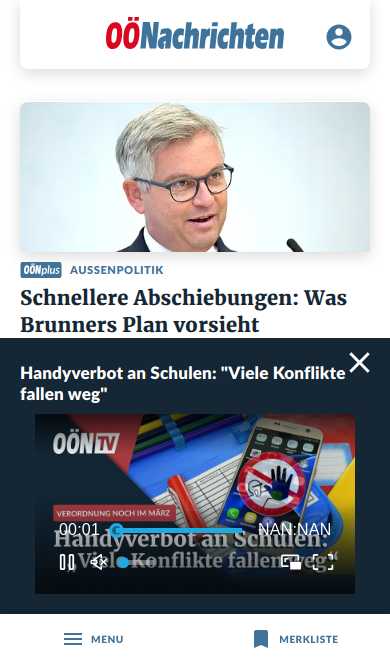 OÖNachrichten
OÖNplus AUSSENPOLITIK
Schnellere Abschiebungen: Was
Brunners Plan vorsieht
Handyverbot an Schulen: "Viele Konflikte
fallen weg"
OÖN TV
VERORDNUNG NOCH IM MÄRZ
00:01
NAN:NAN
Handyverbot an Schulen:
„Viele Konflikte fallen weg“
MENU
MERKLISTE